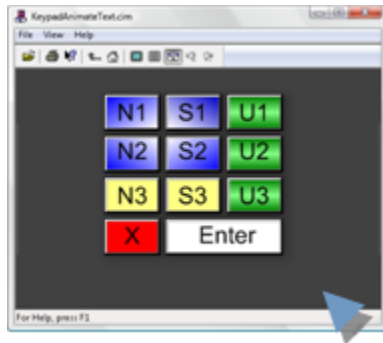 KeypadAnimateText.cim
File View Help
N1 S1 U1
N2 S2 U2
N3 S3 U3
X Enter
For Help, press F1